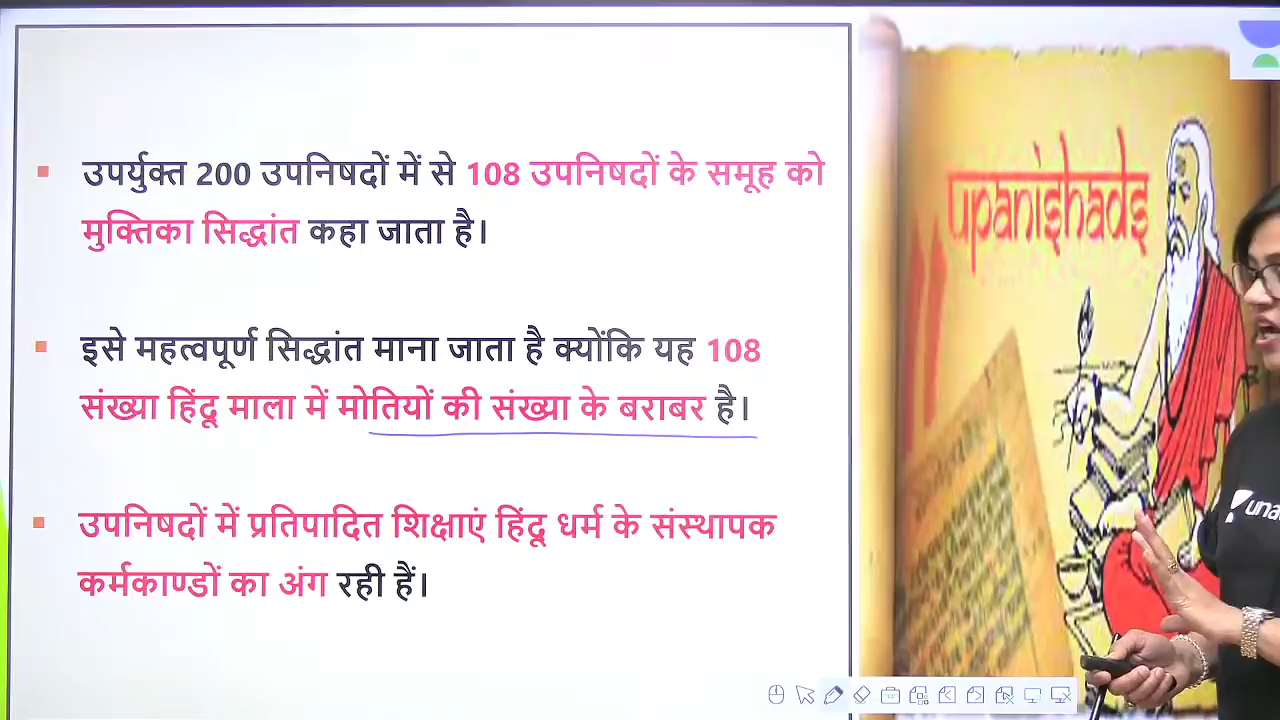 उपर्युक्त 200 उपनिषदों में से 108 उपनिषदों के समूह को
मुक्तिका सिद्धांत कहा जाता है।
इसे महत्वपूर्ण सिद्धांत माना जाता है क्योंकि यह 108
संख्या हिंदू माला में मोतियों की संख्या के बराबर है।
उपनिषदों में प्रतिपादित शिक्षाएं हिंदू धर्म के संस्थापक
कर्मकाण्डों का अंग रही हैं।
upanishads
una